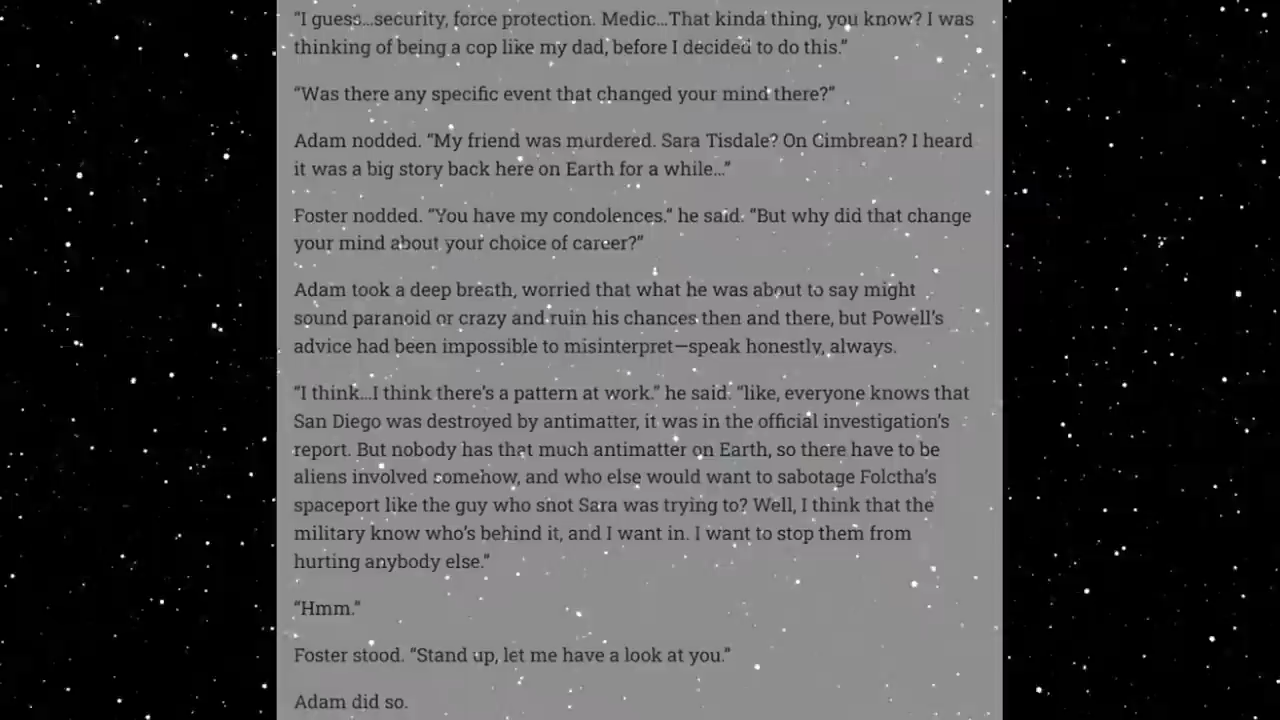 “I guess…security, force protection. Medic…That kinda thing, you know? I was
thinking of being a cop like my dad, before I decided to do this.”
“Was there any specific event that changed your mind there?”
Adam nodded. “My friend was murdered. Sara Tisdale? On Cimbrean? I heard
it was a big story back here on Earth for a while…”
Foster nodded. “You have my condolences.” he said. “But why did that change
your mind about your choice of career?”
Adam took a deep breath, worried that what he was about to say might
sound paranoid or crazy and ruin his chances then and there, but Powell’s
advice had been impossible to misinterpret—speak honestly, always.
“I think…I think there’s a pattern at work.” he said. “like, everyone knows that
San Diego was destroyed by antimatter, it was in the official investigation’s
report. But nobody has that much antimatter on Earth, so there have to be
aliens involved somehow, and who else would want to sabotage Folctha’s
spaceport like the guy who shot Sara was trying to? Well, I think that the
military know who’s behind it, and I want in. I want to stop them from
hurting anybody else.”
“Hmm.”
Foster stood. “Stand up, let me have a look at you.”
Adam did so.